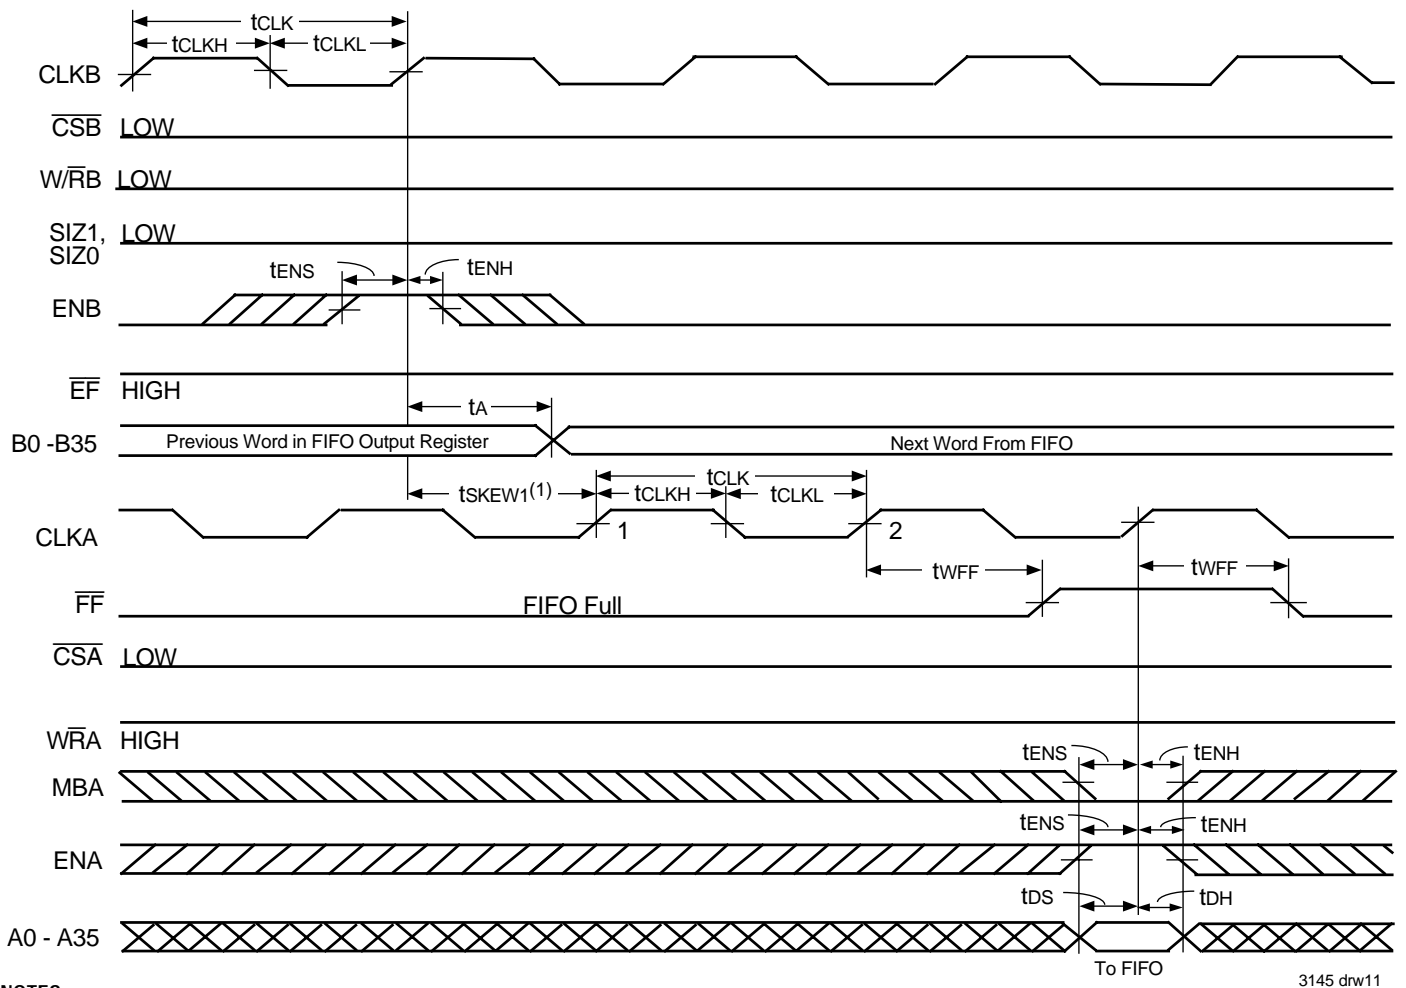 tCLK
tCLKH tCLKL
CLKB
CSB LOW
W/RB LOW
SIZ1, SIZ0 LOW
tENS tENH
ENB
EF HIGH
tA
B0 -B35 Previous Word in FIFO Output Register Next Word From FIFO
tCLK
tSKEW1(1) tCLKH tCLKL
CLKA 1 2
tWFF tWFF
FF FIFO Full
CSA LOW
WRA HIGH
tENS tENH
MBA
tENS tENH
ENA
tDS tDH
A0 - A35
To FIFO
3145 drw11